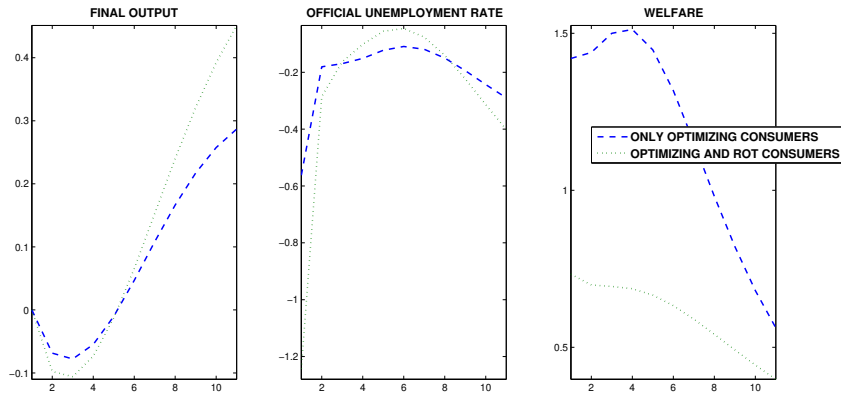 FINAL OUTPUT
0.4
0.3
0.2
0.1
0
−0.1
2 4 6 8 10
OFFICIAL UNEMPLOYMENT RATE
−0.2
−0.4
−0.6
−0.8
−1
−1.2
2 4 6 8 10
WELFARE
1.5
1
0.5
2 4 6 8 10
ONLY OPTIMIZING CONSUMERS
OPTIMIZING AND ROT CONSUMERS